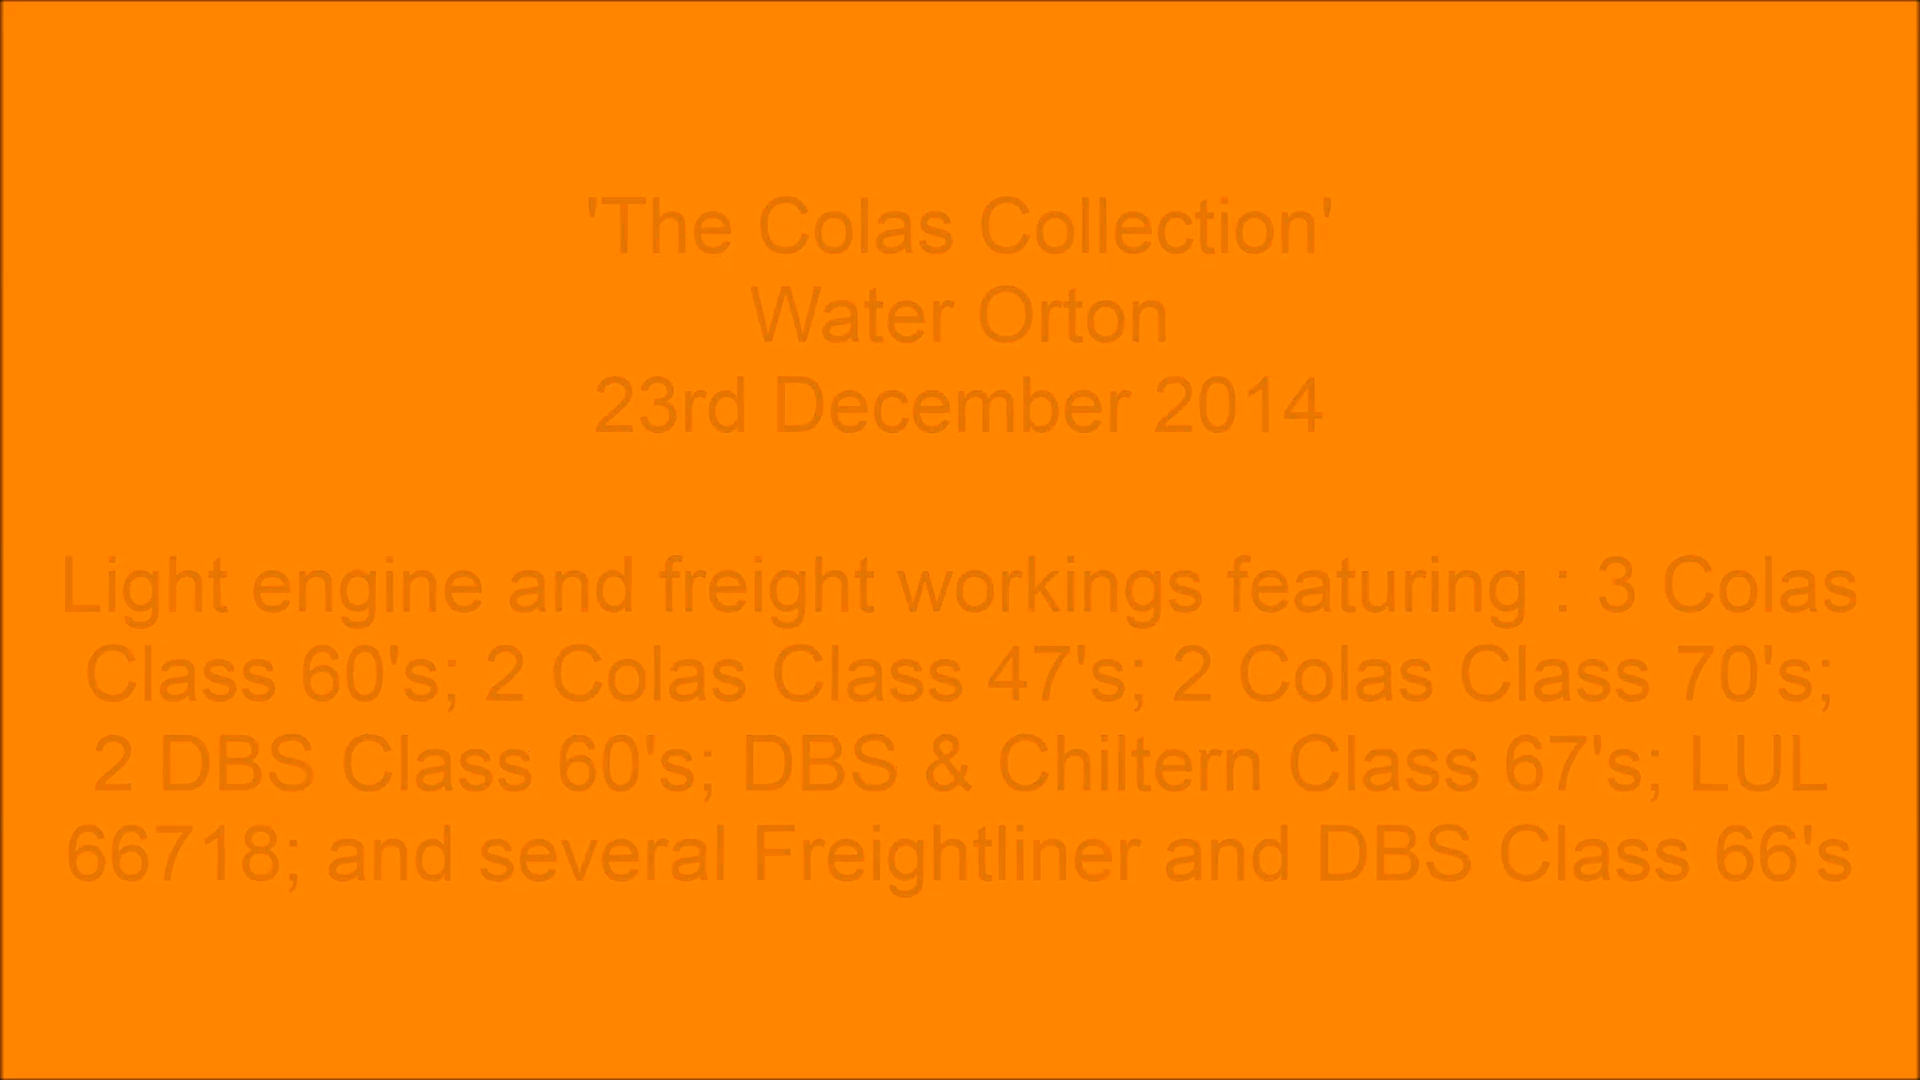 'The Colas Collection'
Water Orton
23rd December 2014
Light engine and freight workings featuring : 3 Colas
Class 60's; 2 Colas Class 47's; 2 Colas Class 70's;
2 DBS Class 60's; DBS & Chiltern Class 67's; LUL
66718; and several Freightliner and DBS Class 66's